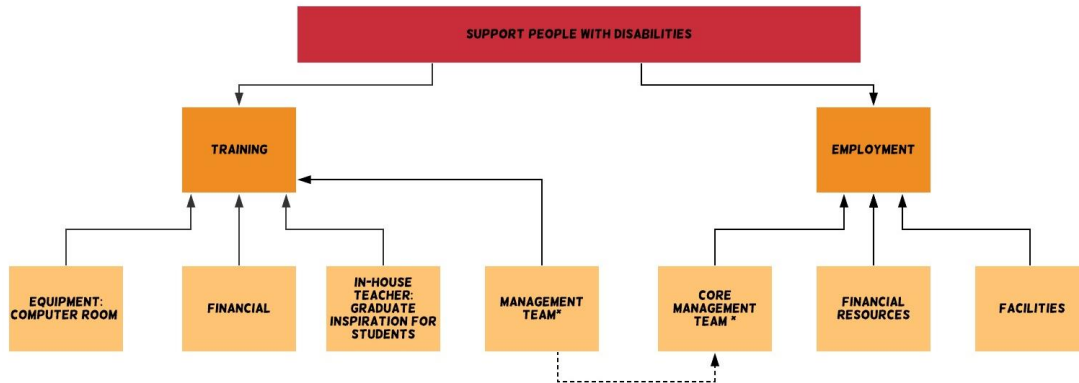 SUPPORT PEOPLE WITH DISABILITIES
TRAINING
EMPLOYMENT
EQUIPMENT:
COMPUTER ROOM
FINANCIAL
IN-HOUSE
TEACHER:
GRADUATE
INSPIRATION FOR
STUDENTS
MANAGEMENT
TEAM*
CORE
MANAGEMENT
TEAM *
FINANCIAL
RESOURCES
FACILITIES